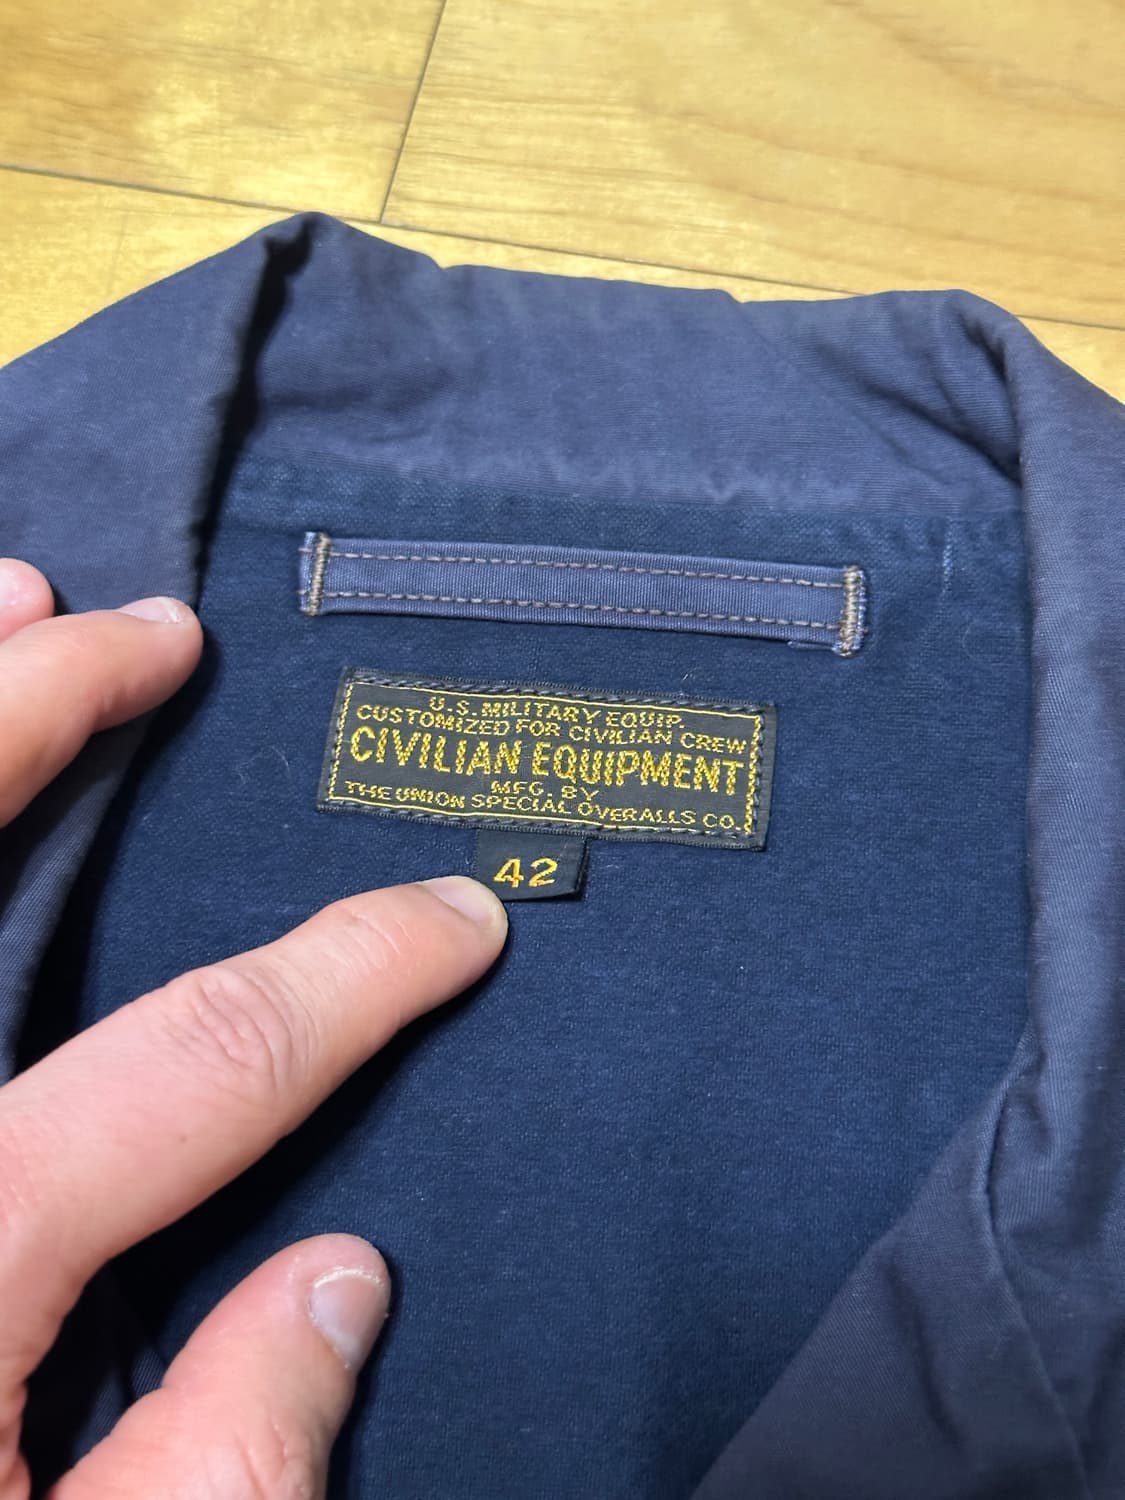 U.S. MILITARY EQUIP.
CUSTOMIZED FOR CIVILIAN CREW
CIVILIAN EQUIPMENT
MFG. BY
THE UNION SPECIAL OVERALLS CO.
42